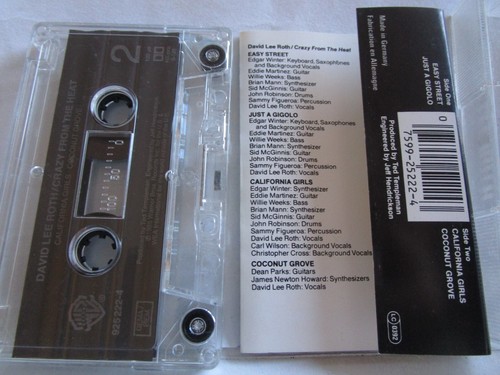 2
B
DAVID LEE ROTH/CRAZY FROM THE HEAT
CALIFORNIA GIRLS
COCONUT GROVE
925 222-4
David Lee Roth/Crazy From The Heat
EASY STREET
Edgar Winter: Keyboard, Saxophones
and Background Vocals
Eddie Martinez: Guitar
Willie Weeks: Bass
Brian Mann: Synthesizer
Sid McGinnis: Guitar
John Robinson: Drums
Sammy Figueroa: Percussion
David Lee Roth: Vocals
JUST A GIGOLO
Edgar Winter: Keyboard, Saxophones
and Background Vocals
Eddie Martinez: Guitar
Willie Weeks: Bass
Brian Mann: Synthesizer
Sid McGinnis: Guitar
John Robinson: Drums
Sammy Figueroa: Percussion
David Lee Roth: Vocals
CALIFORNIA GIRLS
Edgar Winter: Synthesizer
Eddie Martinez: Guitar
Willie Weeks: Bass
Brian Mann: Synthesizer
Sid McGinnis: Guitar
John Robinson: Drums
Sammy Figueroa: Percussion
David Lee Roth: Vocals
Carl Wilson: Background Vocals
Christopher Cross: Background Vocals
COCONUT GROVE
Dean Parks: Guitars
James Newton Howard: Synthesizers
David Lee Roth: Vocals
Made in Germany
Fabrication en Allemagne
Side One
EASY STREET
JUST A GIGOLO
0
7599-25222-4
Produced by Ted Templeman
Engineered by Jeff Hendrickson
Side Two
CALIFORNIA GIRLS
COCONUT GROVE
LC 0392